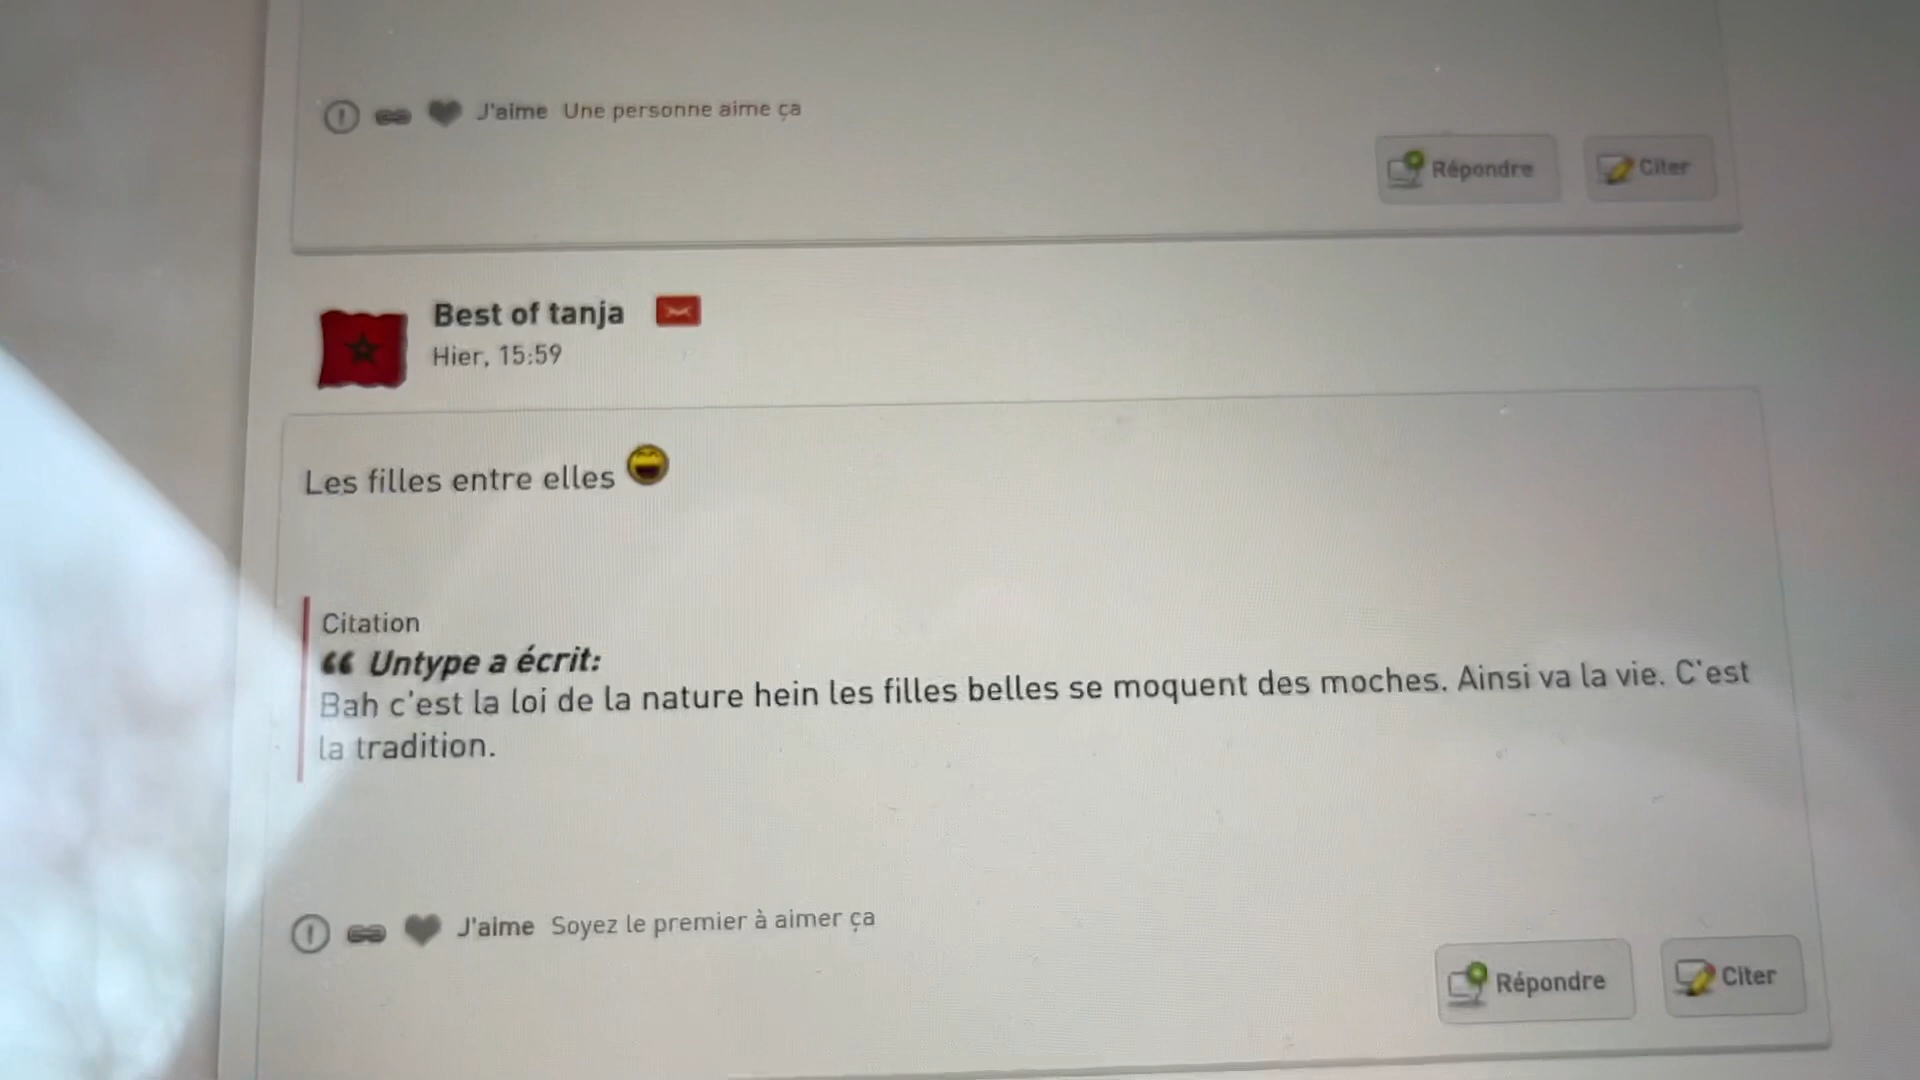 J'aime Une personne aime ça
Répondre
Citer
Best of tanja
Hier, 15:59
Les filles entre elles
Citation
Untype a écrit:
Bah c'est la loi de la nature hein les filles belles se moquent des moches. Ainsi va la vie. C'est
la tradition.
J'aime Soyez le premier à aimer ça
Répondre
Citer